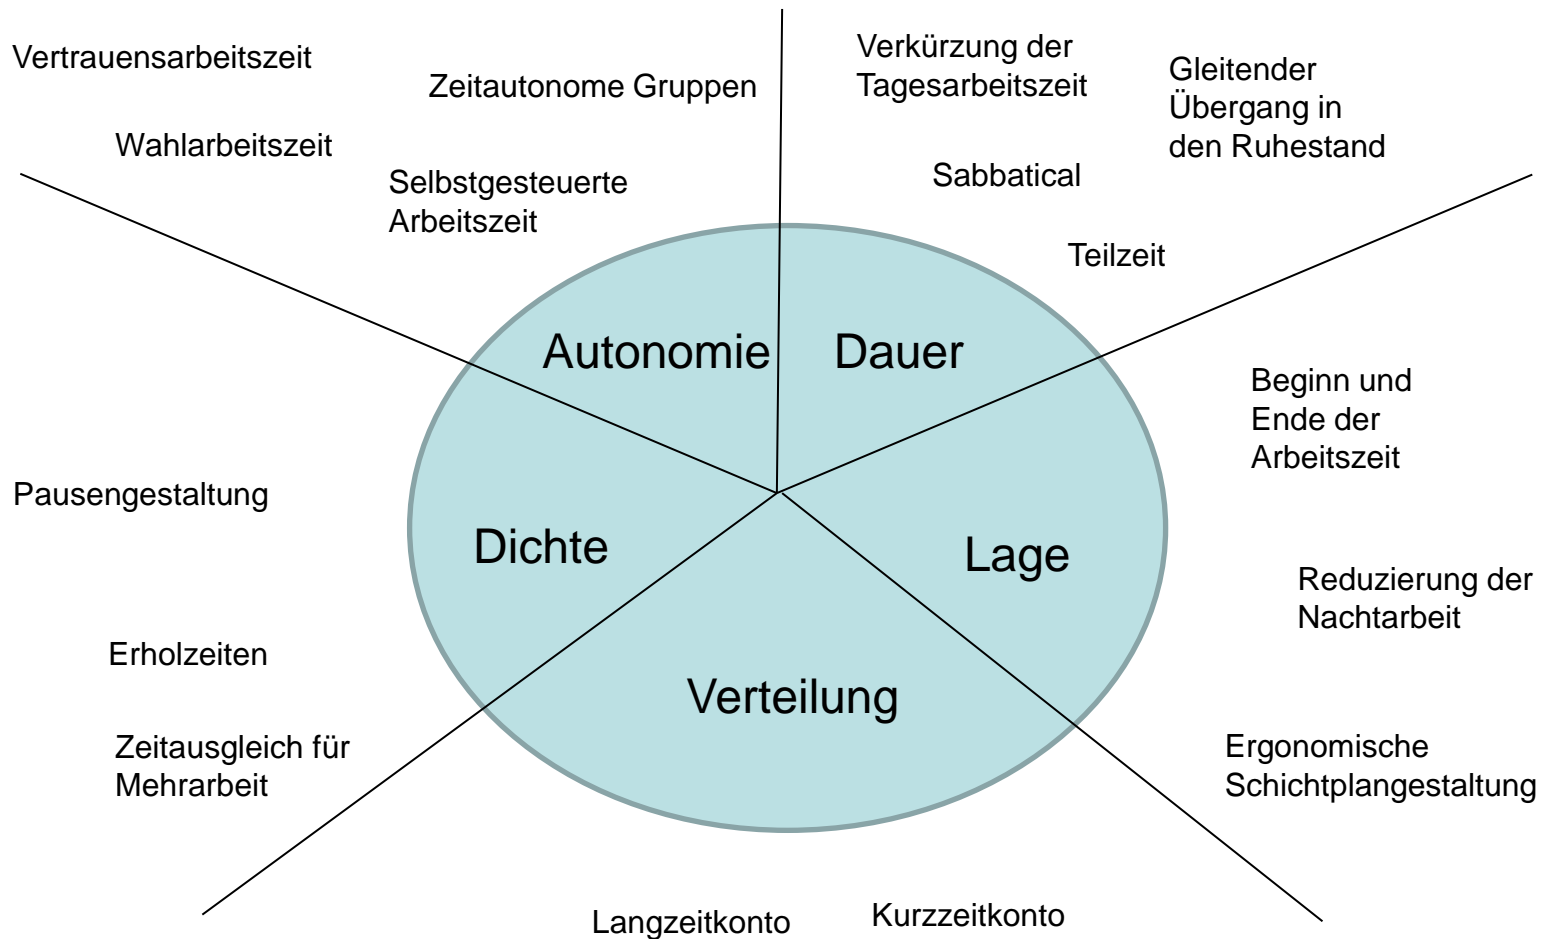 Vertrauensarbeitszeit
Zeitautonome Gruppen
Wahlarbeitszeit
Selbstgesteuerte
Arbeitszeit
Verkürzung der
Tagesarbeitszeit
Gleitender
Übergang in
den Ruhestand
Sabbatical
Teilzeit
Autonomie
Dauer
Beginn und
Ende der
Arbeitszeit
Pausengestaltung
Dichte
Lage
Reduzierung der
Nachtarbeit
Erholzeiten
Verteilung
Zeitausgleich für
Mehrarbeit
Ergonomische
Schichtplangestaltung
Langzeitkonto
Kurzzeitkonto